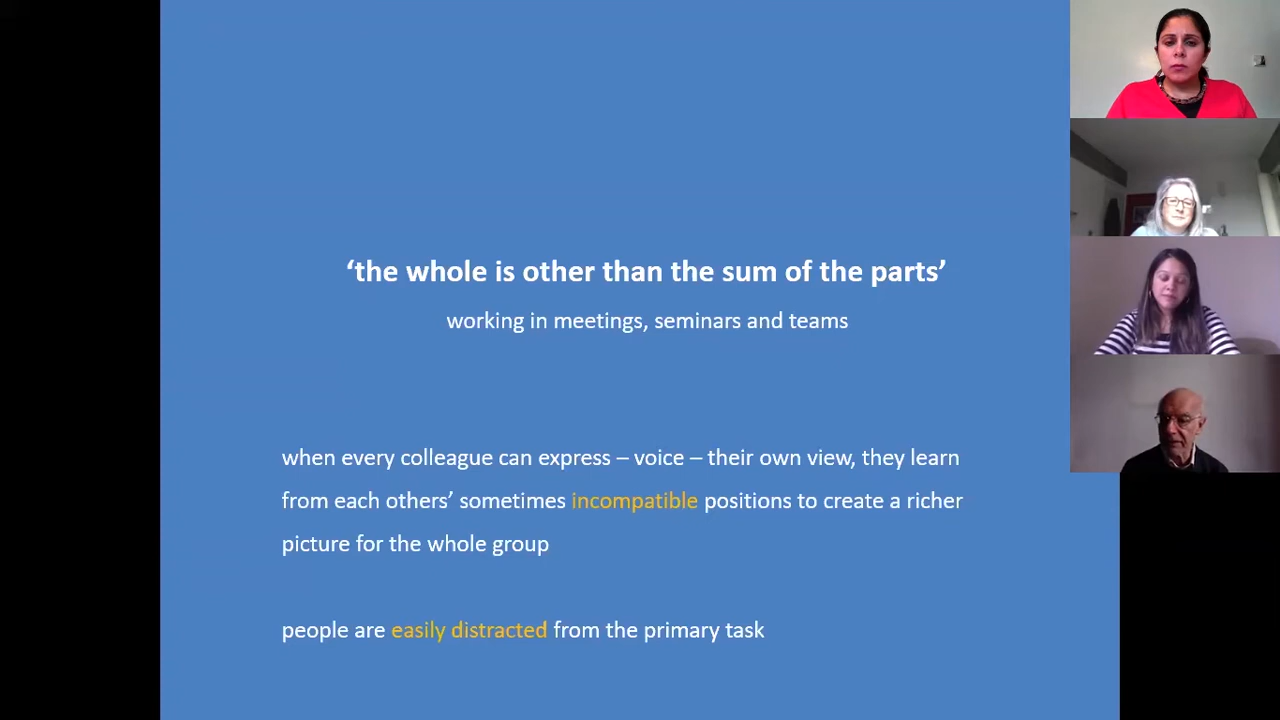 ‘the whole is other than the sum of the parts’
working in meetings, seminars and teams
when every colleague can express – voice – their own view, they learn
from each others’ sometimes incompatible positions to create a richer
picture for the whole group
people are easily distracted from the primary task